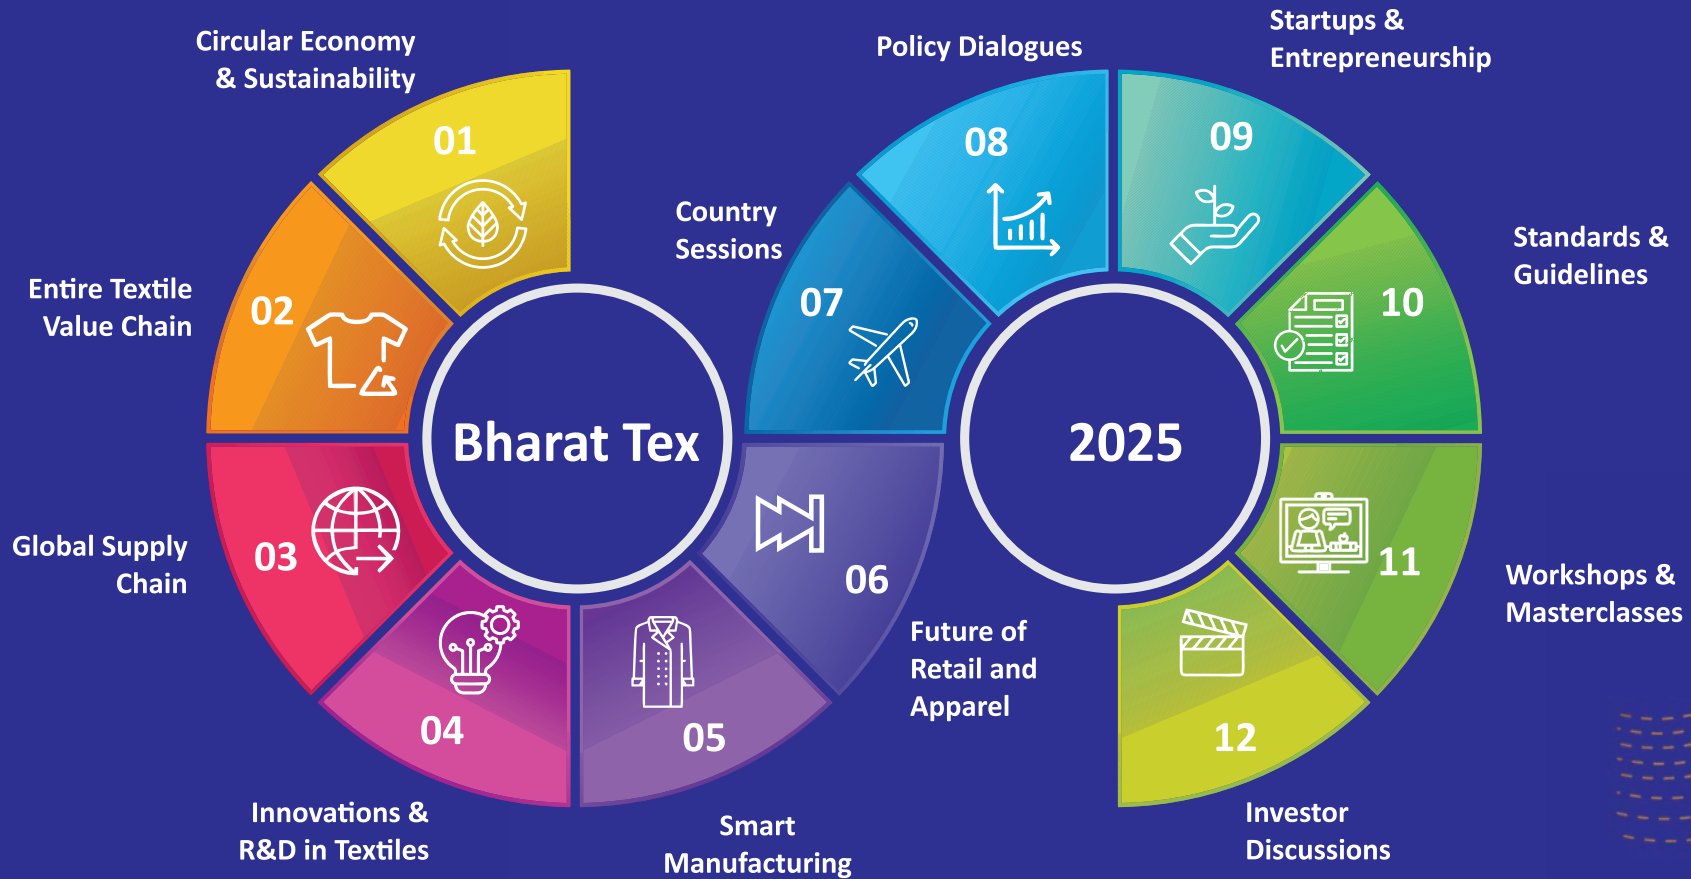 Circular Economy
& Sustainability
01
Entire Textile
Value Chain
02
Global Supply
Chain
03
Innovations &
R&D in Textiles
04
Smart
Manufacturing
05
Future of
Retail and
Apparel
06
Country
Sessions
07
Policy Dialogues
08
Startups &
Entrepreneurship
09
Standards &
Guidelines
10
Workshops &
Masterclasses
11
Investor
Discussions
12
Bharat Tex
2025